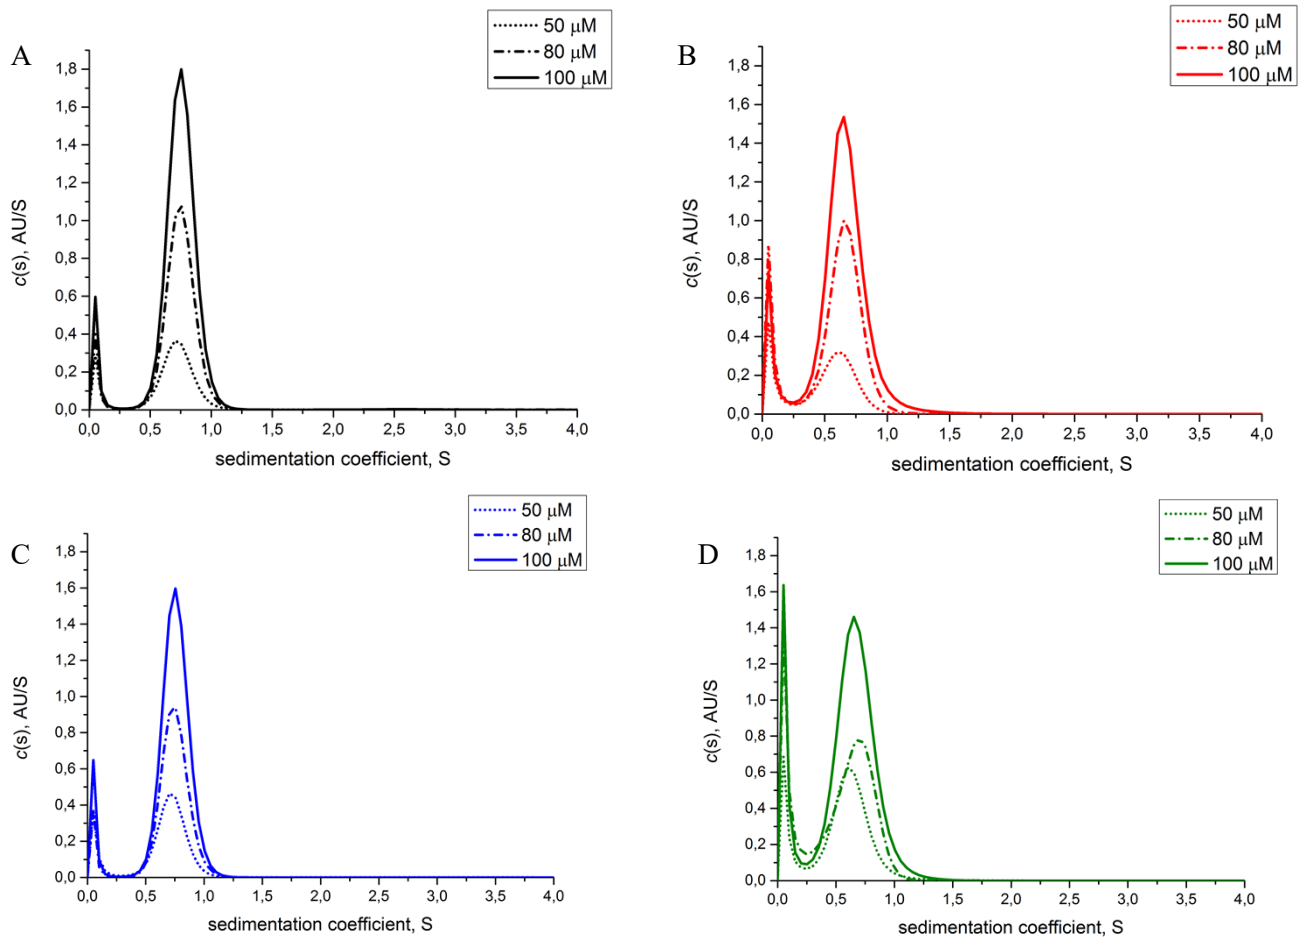 A
50 μM
80 μM
100 μM
1,8
1,6
1,4
1,2
1,0
0,8
0,6
0,4
0,2
0,0
c(s), AU/S
0,0 0,5 1,0 1,5 2,0 2,5 3,0 3,5 4,0
sedimentation coefficient, S
B
50 μM
80 μM
100 μM
1,8
1,6
1,4
1,2
1,0
0,8
0,6
0,4
0,2
0,0
c(s), AU/S
0,0 0,5 1,0 1,5 2,0 2,5 3,0 3,5 4,0
sedimentation coefficient, S
C
50 μM
80 μM
100 μM
1,8
1,6
1,4
1,2
1,0
0,8
0,6
0,4
0,2
0,0
c(s), AU/S
0,0 0,5 1,0 1,5 2,0 2,5 3,0 3,5 4,0
sedimentation coefficient, S
D
50 μM
80 μM
100 μM
1,8
1,6
1,4
1,2
1,0
0,8
0,6
0,4
0,2
0,0
c(s), AU/S
0,0 0,5 1,0 1,5 2,0 2,5 3,0 3,5 4,0
sedimentation coefficient, S